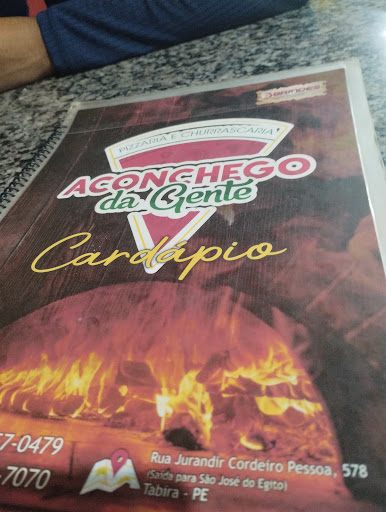 PIZZARIA E CHURRASCARIA
ACONCHEGO
da Gente
Cardápio
7-0479
-7070
Rua Jurandir Cordeiro Pessoa, 578
(Saída para São José do Egito)
Tabira - PE